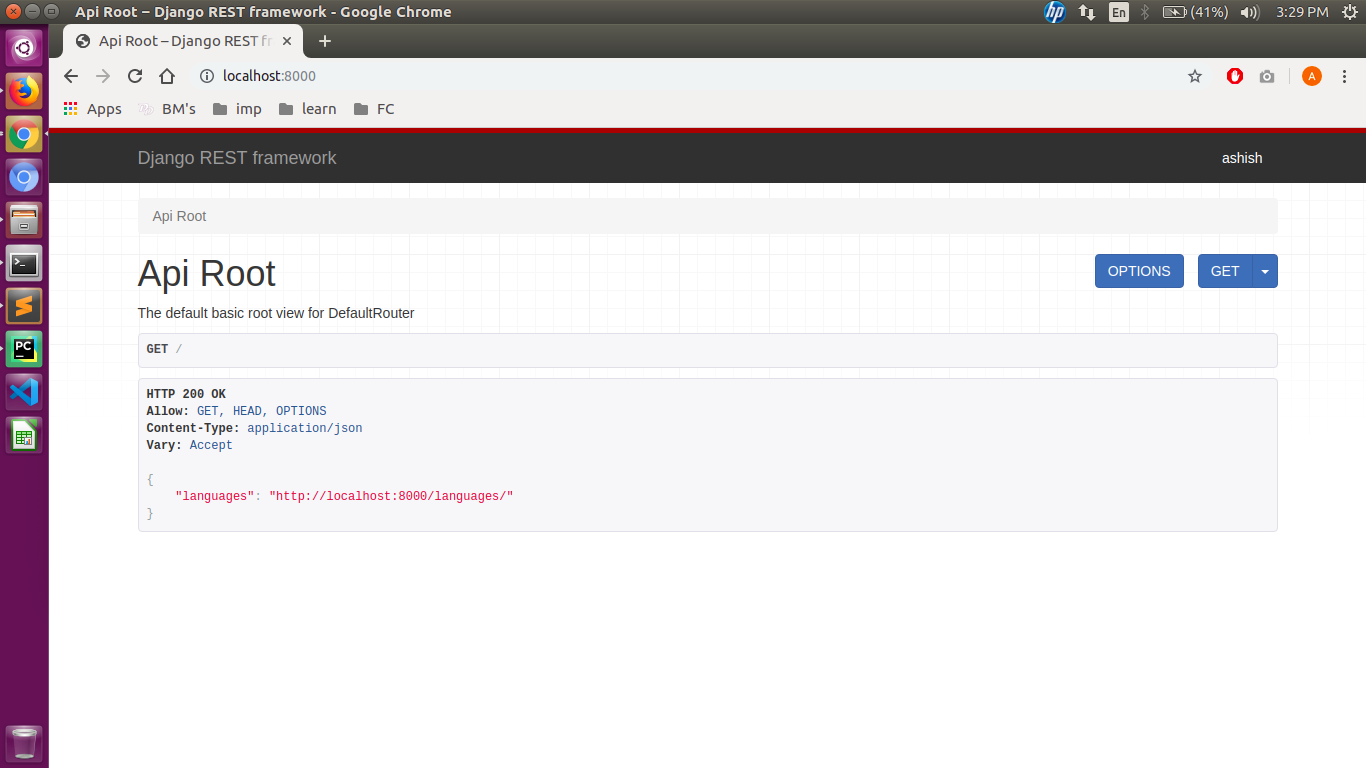 Api Root – Django REST framework - Google Chrome
hp En (41%) 3:29 PM
Api Root – Django REST fr
localhost:8000
A
Apps BM's imp learn FC
Django REST framework ashish
Api Root
Api Root OPTIONS GET
The default basic root view for DefaultRouter
GET /
HTTP 200 OK
Allow: GET, HEAD, OPTIONS
Content-Type: application/json
Vary: Accept
{
"languages": "http://localhost:8000/languages/"
}
PC